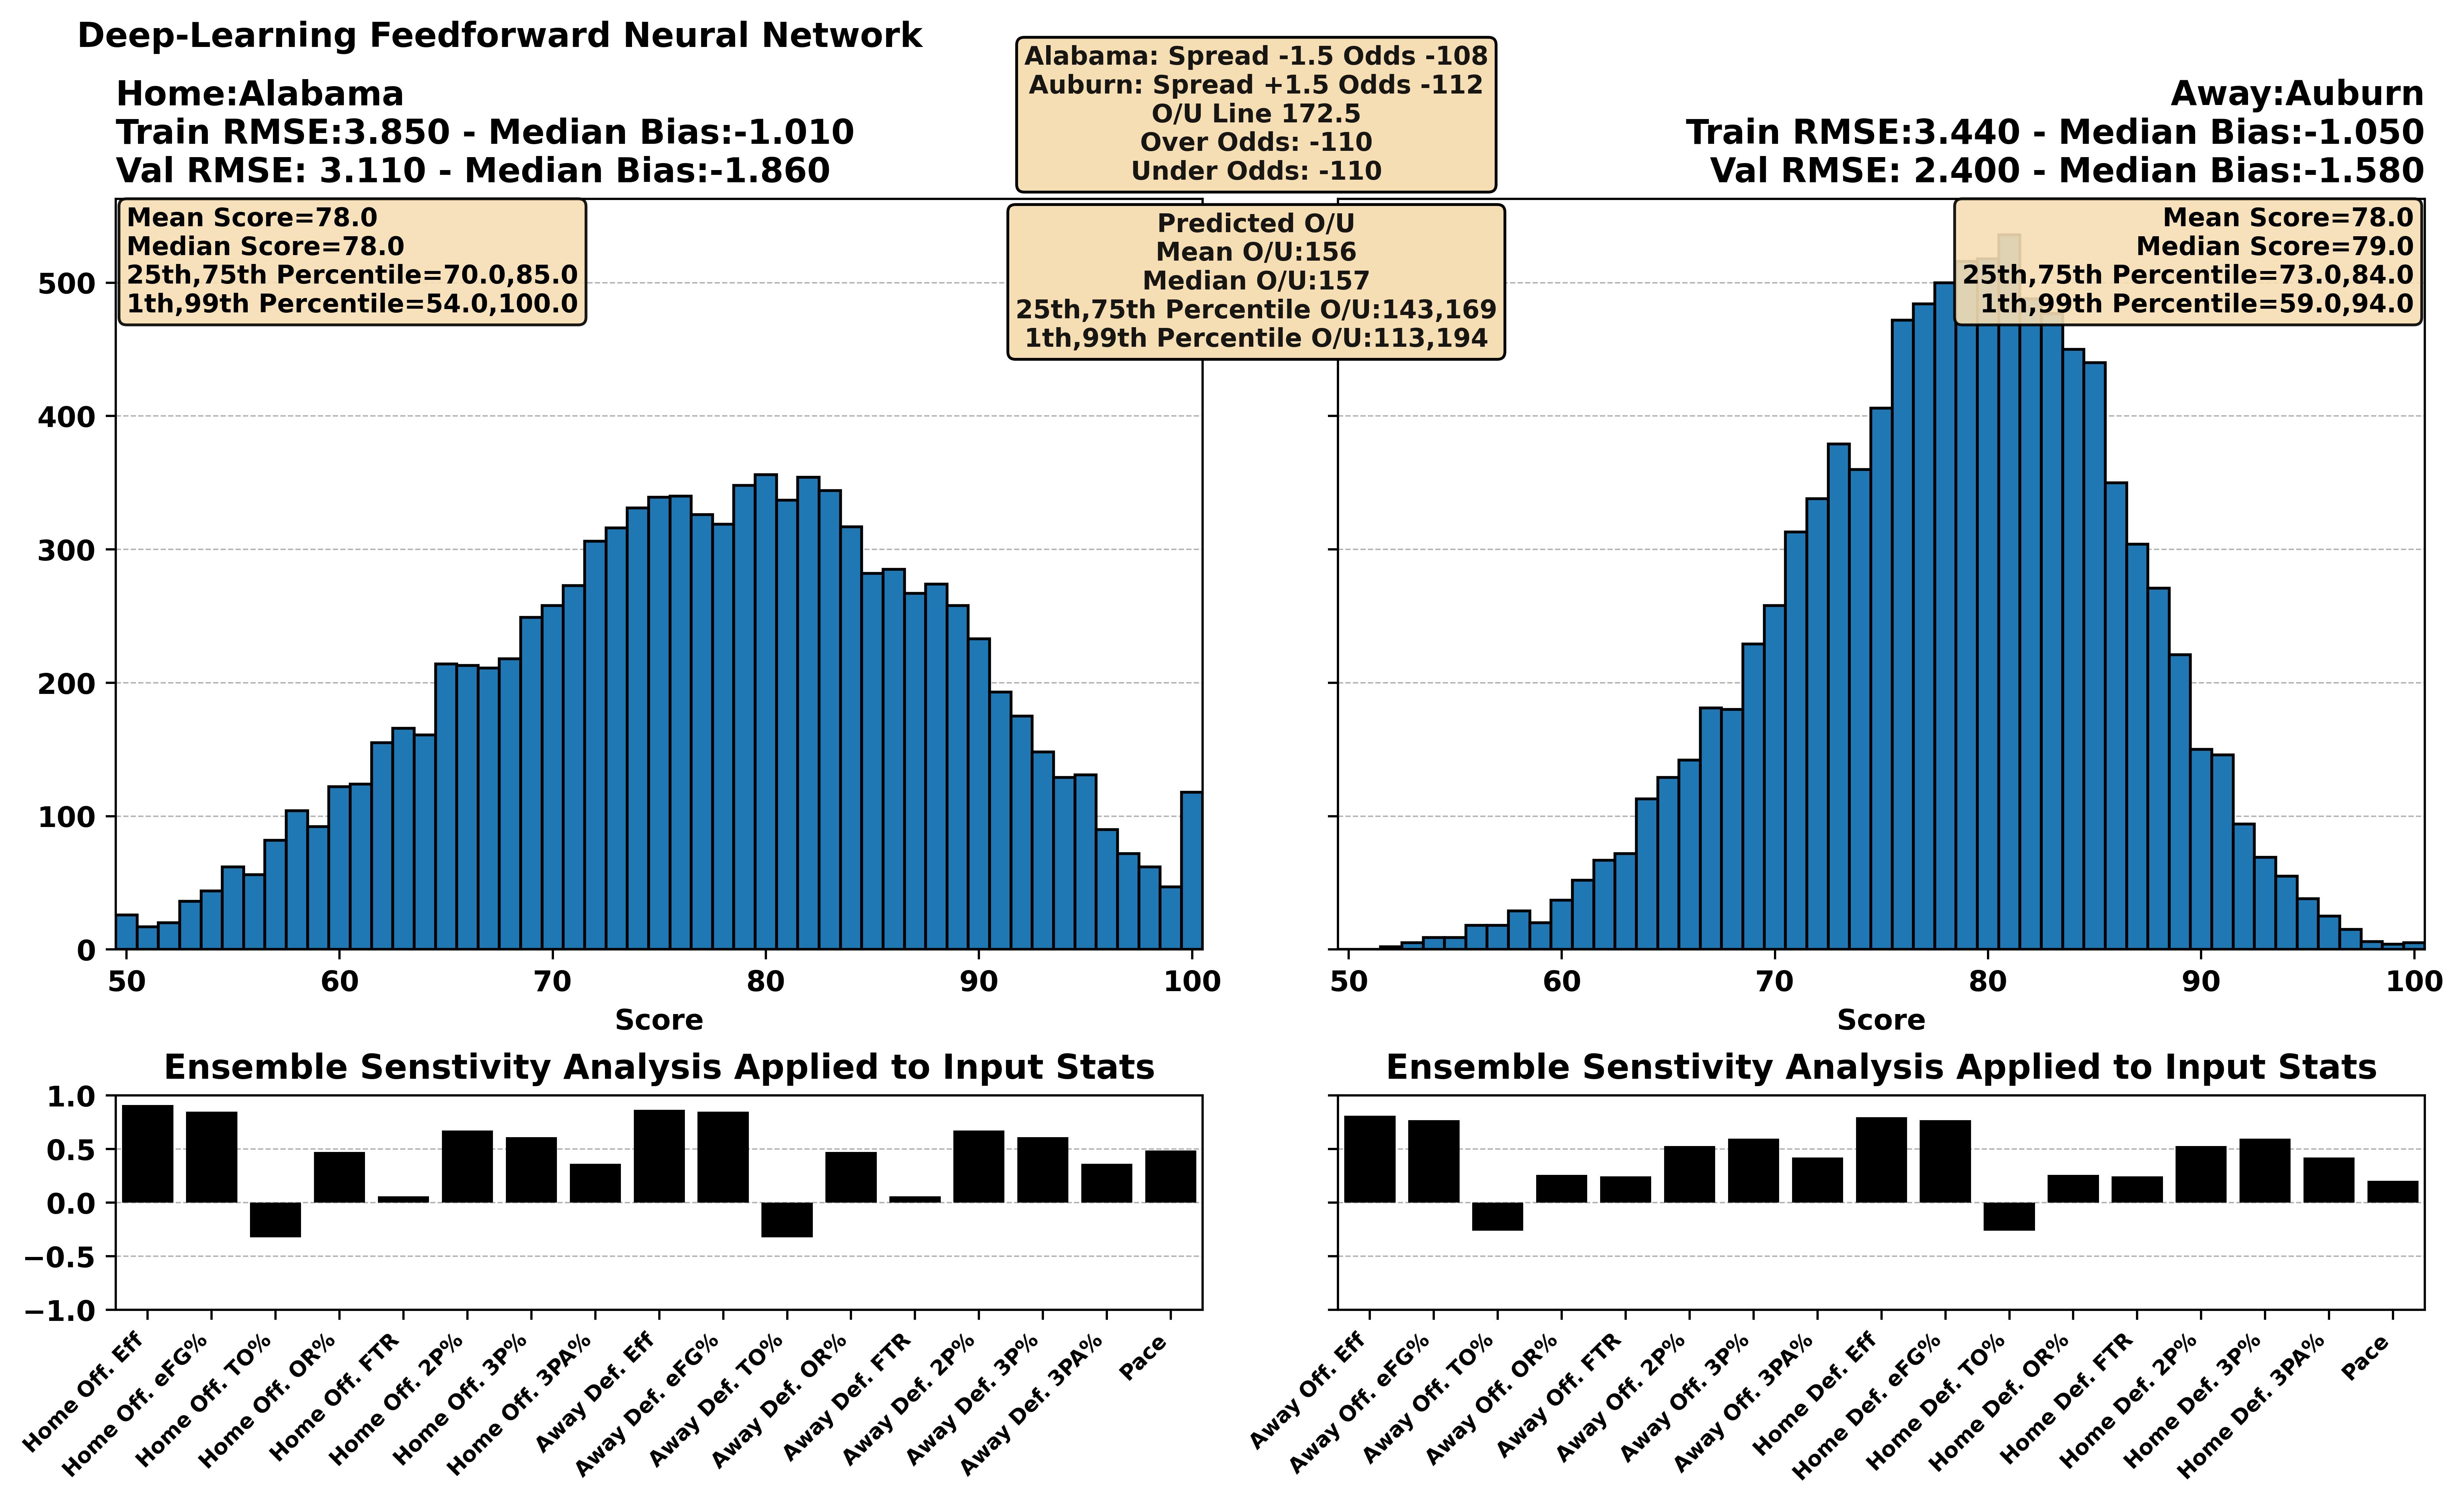 Deep-Learning Feedforward Neural Network
Home:Alabama
Train RMSE:3.850 - Median Bias:-1.010
Val RMSE: 3.110 - Median Bias:-1.860
Alabama: Spread -1.5 Odds -108
Auburn: Spread +1.5 Odds -112
O/U Line 172.5
Over Odds: -110
Under Odds: -110
Away:Auburn
Train RMSE:3.440 - Median Bias:-1.050
Val RMSE: 2.400 - Median Bias:-1.580
Mean Score=78.0
Median Score=78.0
25th,75th Percentile=70.0,85.0
1th,99th Percentile=54.0,100.0
Predicted O/U
Mean O/U:156
Median O/U:157
25th,75th Percentile O/U:143,169
1th,99th Percentile O/U:113,194
Mean Score=78.0
Median Score=79.0
25th,75th Percentile=73.0,84.0
1th,99th Percentile=59.0,94.0
500
400
300
200
100
0
50 60 70 80 90 100
Score
50 60 70 80 90 100
Score
Ensemble Senstivity Analysis Applied to Input Stats
1.0
0.5
0.0
−0.5
−1.0
Home Off. Eff
Home Off. eFG%
Home Off. TO%
Home Off. OR%
Home Off. FTR
Home Off. 2P%
Home Off. 3P%
Home Off. 3PA%
Away Def. Eff
Away Def. eFG%
Away Def. TO%
Away Def. OR%
Away Def. FTR
Away Def. 2P%
Away Def. 3P%
Away Def. 3PA%
Pace
Ensemble Senstivity Analysis Applied to Input Stats
Away Off. Eff
Away Off. eFG%
Away Off. TO%
Away Off. OR%
Away Off. FTR
Away Off. 2P%
Away Off. 3P%
Away Off. 3PA%
Home Def. Eff
Home Def. eFG%
Home Def. TO%
Home Def. OR%
Home Def. FTR
Home Def. 2P%
Home Def. 3P%
Home Def. 3PA%
Pace